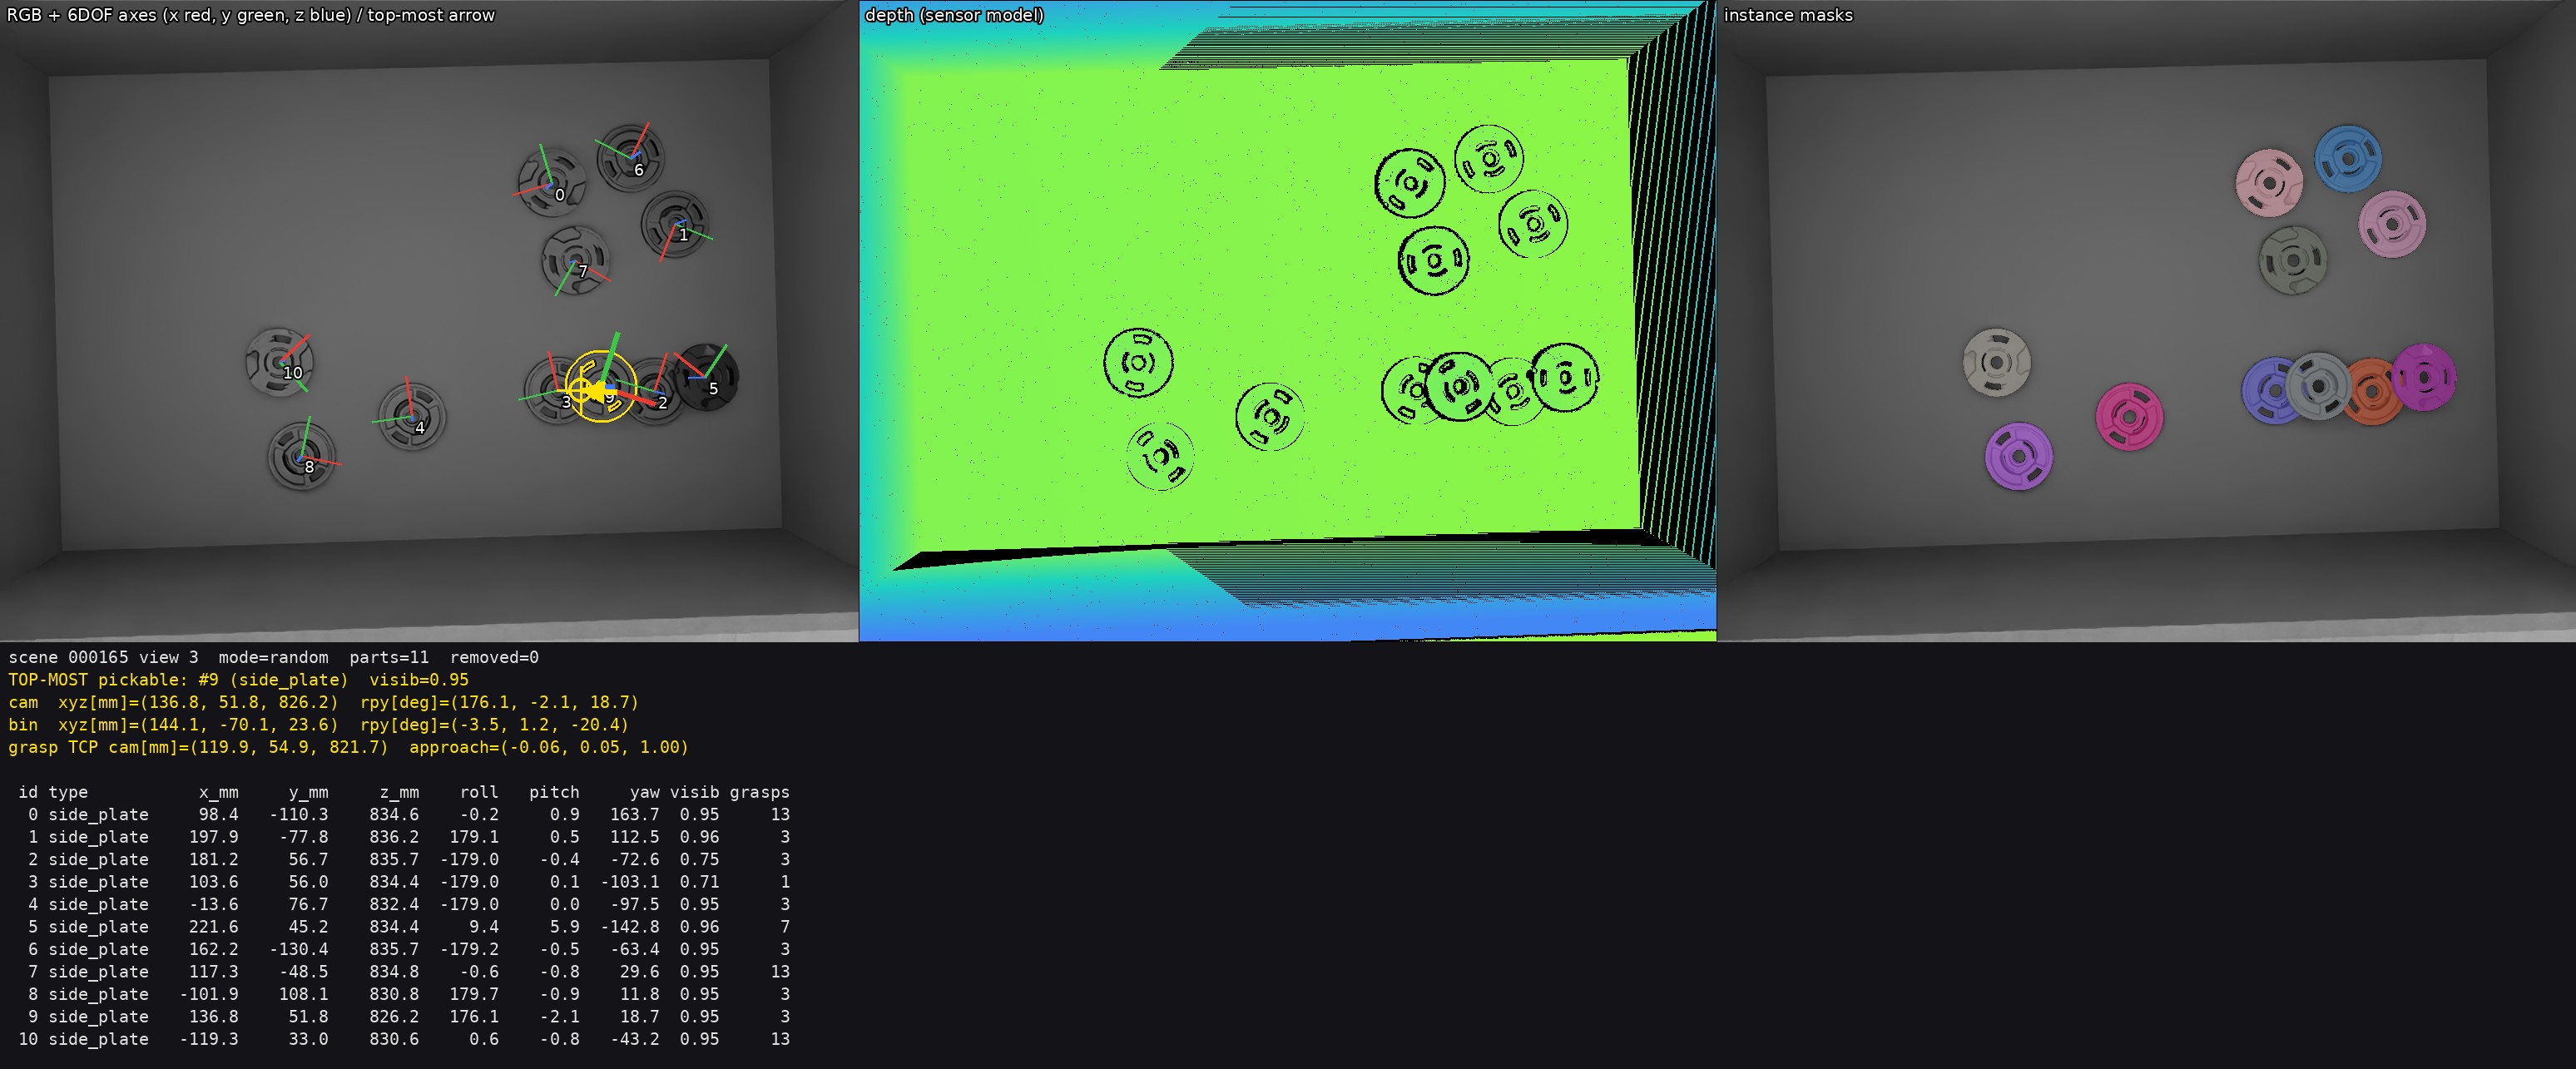 RGB + 6DOF axes (x red, y green, z blue) / top-most arrow
depth (sensor model)
instance masks
6
0
1
7
10
3
9
2
5
4
8
scene 000165 view 3  mode=random  parts=11  removed=0
TOP-MOST pickable: #9 (side_plate)  visib=0.95
cam  xyz[mm]=(136.8, 51.8, 826.2)  rpy[deg]=(176.1, -2.1, 18.7)
bin  xyz[mm]=(144.1, -70.1, 23.6)  rpy[deg]=(-3.5, 1.2, -20.4)
grasp TCP cam[mm]=(119.9, 54.9, 821.7)  approach=(-0.06, 0.05, 1.00)
id type x_mm y_mm z_mm roll pitch yaw visib grasps
0 side_plate 98.4 -110.3 834.6 -0.2 0.9 163.7 0.95 13
1 side_plate 197.9 -77.8 836.2 179.1 0.5 112.5 0.96 3
2 side_plate 181.2 56.7 835.7 -179.0 -0.4 -72.6 0.75 3
3 side_plate 103.6 56.0 834.4 -179.0 0.1 -103.1 0.71 1
4 side_plate -13.6 76.7 832.4 -179.0 0.0 -97.5 0.95 3
5 side_plate 221.6 45.2 834.4 9.4 5.9 -142.8 0.96 7
6 side_plate 162.2 -130.4 835.7 -179.2 -0.5 -63.4 0.95 3
7 side_plate 117.3 -48.5 834.8 -0.6 -0.8 29.6 0.95 13
8 side_plate -101.9 108.1 830.8 179.7 -0.9 11.8 0.95 3
9 side_plate 136.8 51.8 826.2 176.1 -2.1 18.7 0.95 3
10 side_plate -119.3 33.0 830.6 0.6 -0.8 -43.2 0.95 13